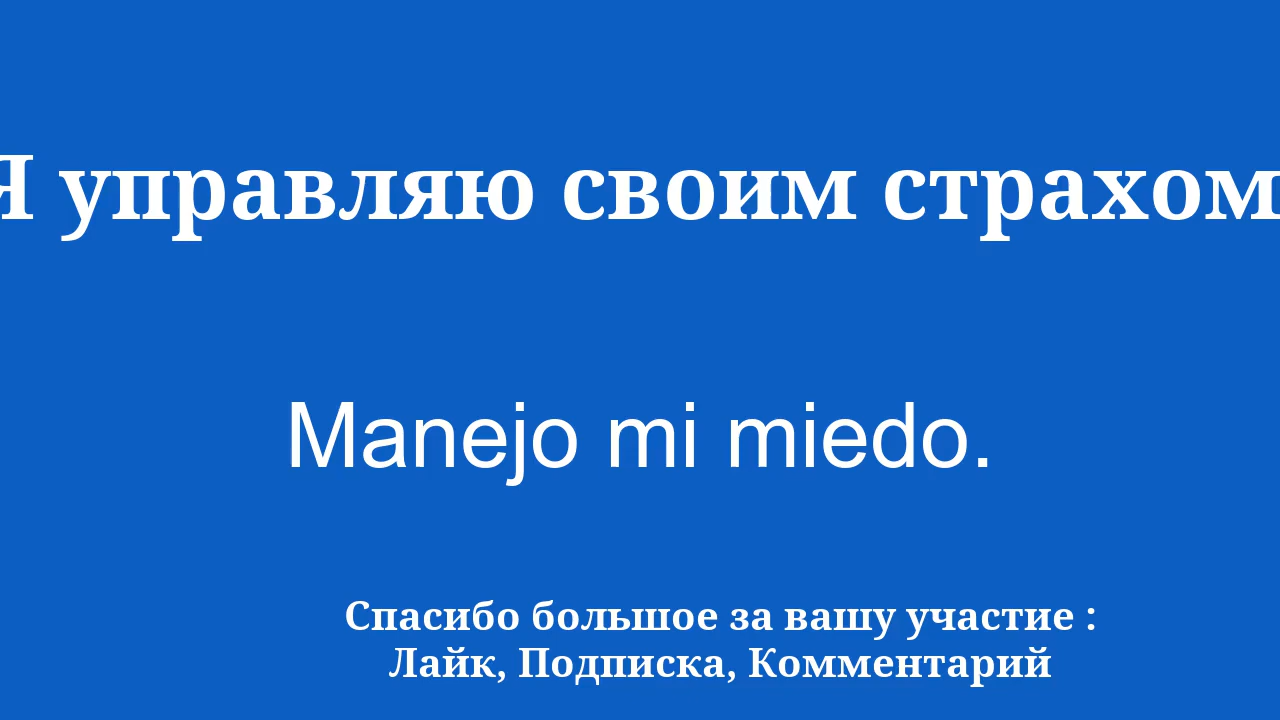 Я управляю своим страхом
Manejo mi miedo.
Спасибо большое за вашу участие :
Лайк, Подписка, Комментарий